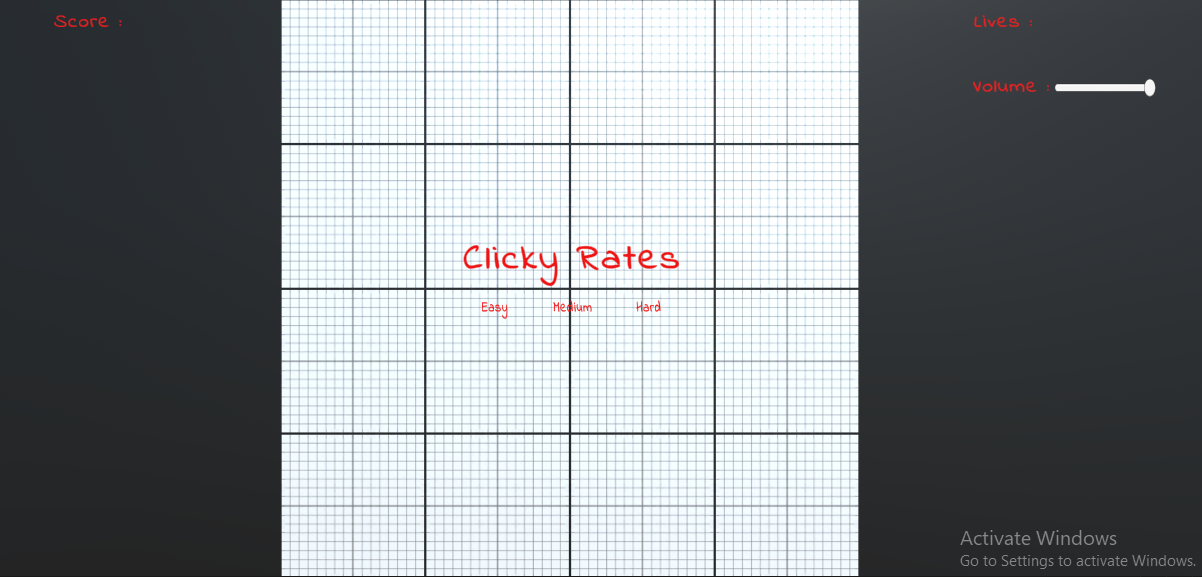 Score :
Lives :
Volume :
Clicky Rates
Easy Medium Hard
Activate Windows
Go to Settings to activate Windows.